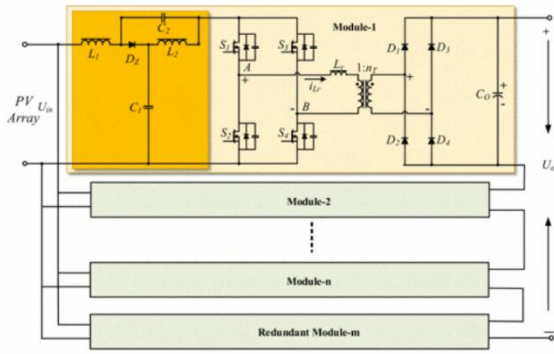 Module-1
C2
L1
DZ
L2
C1
PV
Array
Uin
S1
S3
S2
S4
A
+
-
B
Lr
iLr
1:nT
+
-
D1
D3
D2
D4
CO
+
-
+
Uo
-
Module-2
Module-n
Redundant Module-m